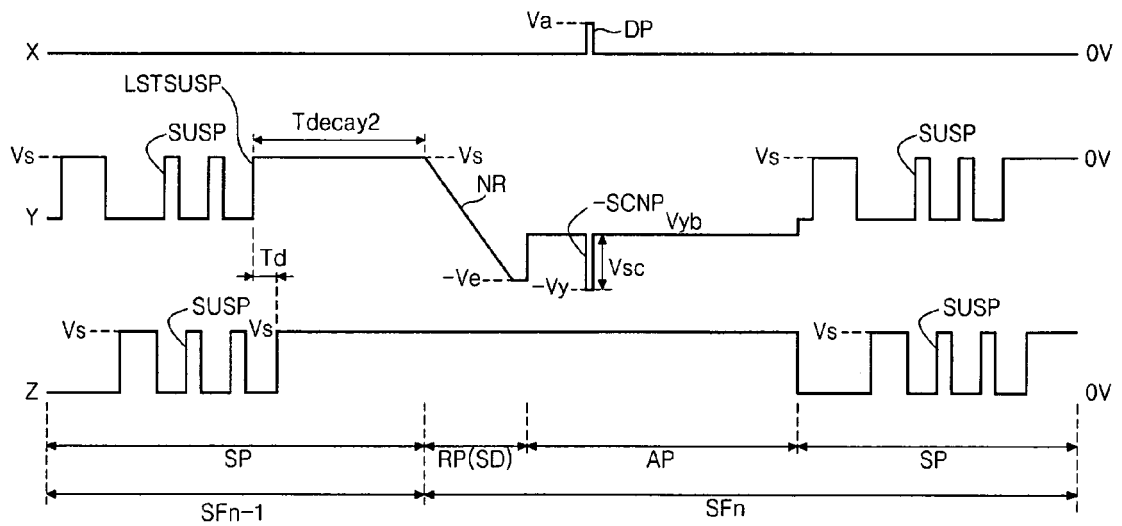 Va
DP
X
0V
LSTSUSP
Tdecay2
SUSP
SUSP
Vs
Vs
Vs
0V
NR
-SCNP
Y
Vyb
Td
Vsc
-Ve
-Vy
SUSP
SUSP
Vs
Vs
Vs
Z
0V
SP
RP(SD)
AP
SP
SFn-1
SFn